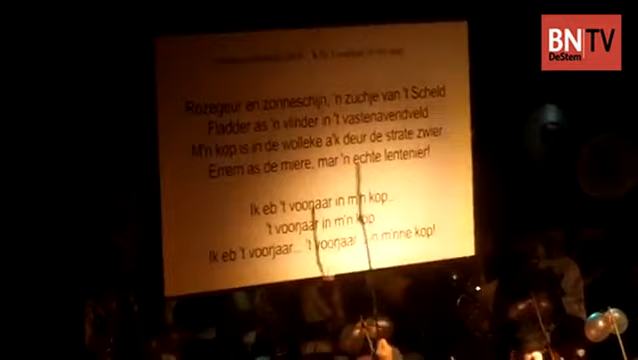 BN TV
DeStem
Rozegeur en zonneschijn, 'n zuchje van 't Scheld
Fladder as 'n vlinder in 't vastenavendveld
M'n kop is in de wolleke a'k deur de strate zwier
Errem as de miere, mar 'n echte lentenier!
Ik eb 't voorjaar in m'n kop...
't voorjaar in m'n kop
Ik eb 't voorjaar... 't voorjaar in m'nne kop!